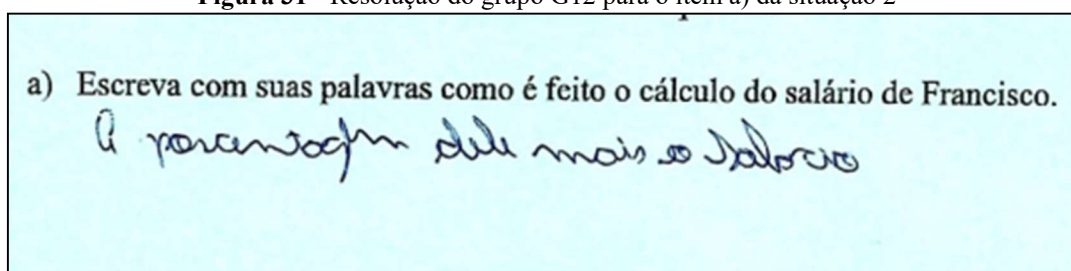 Figura 31 - Resolução do grupo G12 para o item a) da situação 2
a) Escreva com suas palavras como é feito o cálculo do salário de Francisco.
A porcentagem dele mais o Salario